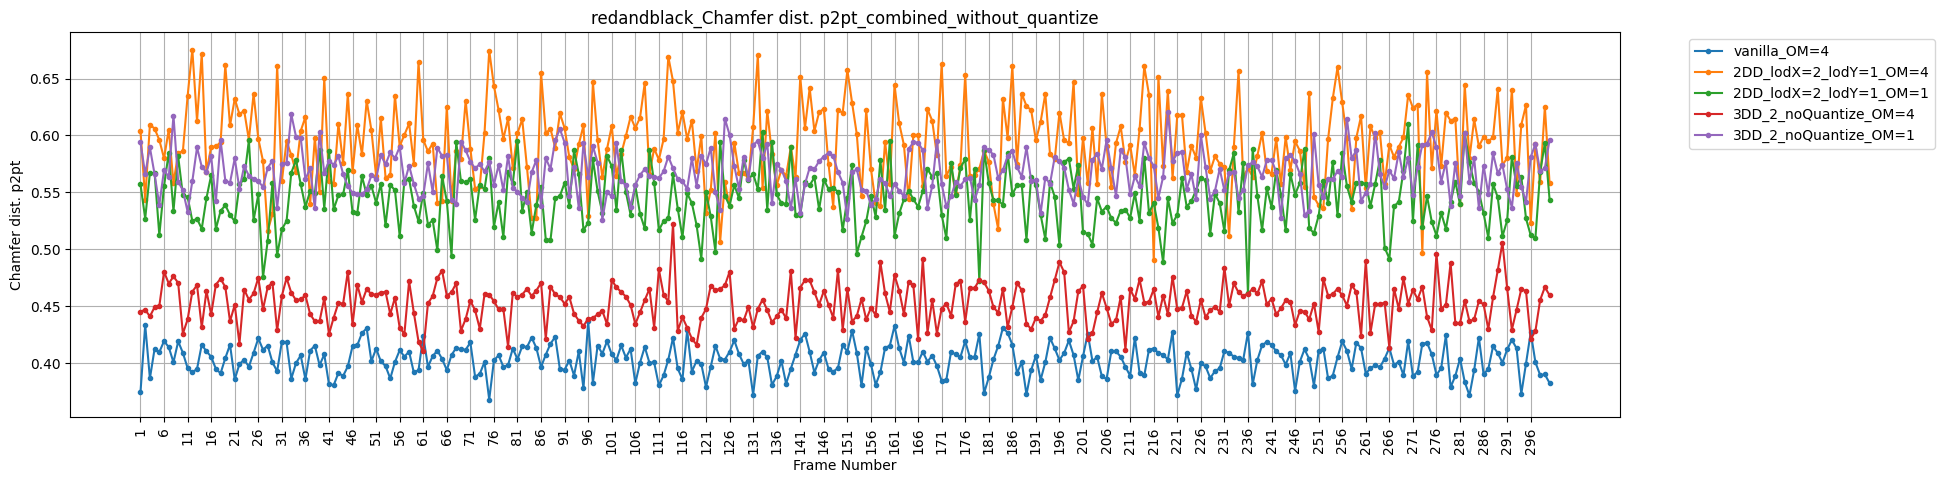 redandblack_Chamfer dist. p2pt_combined_without_quantize
Chamfer dist. p2pt
0.65
0.60
0.55
0.50
0.45
0.40
1 6 11 16 21 26 31 36 41 46 51 56 61 66 71 76 81 86 91 96 101 106 111 116 121 126 131 136 141 146 151 156 161 166 171 176 181 186 191 196 201 206 211 216 221 226 231 236 241 246 251 256 261 266 271 276 281 286 291 296
Frame Number
vanilla_OM=4
2DD_lodX=2_lodY=1_OM=4
2DD_lodX=2_lodY=1_OM=1
3DD_2_noQuantize_OM=4
3DD_2_noQuantize_OM=1